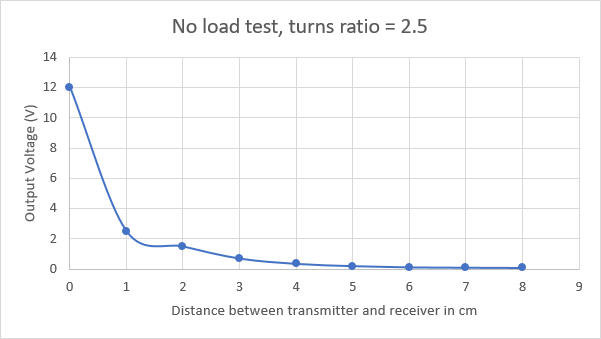 No load test, turns ratio = 2.5
14
12
10
8
6
4
2
0
Output Voltage (V)
0 1 2 3 4 5 6 7 8 9
Distance between transmitter and receiver in cm